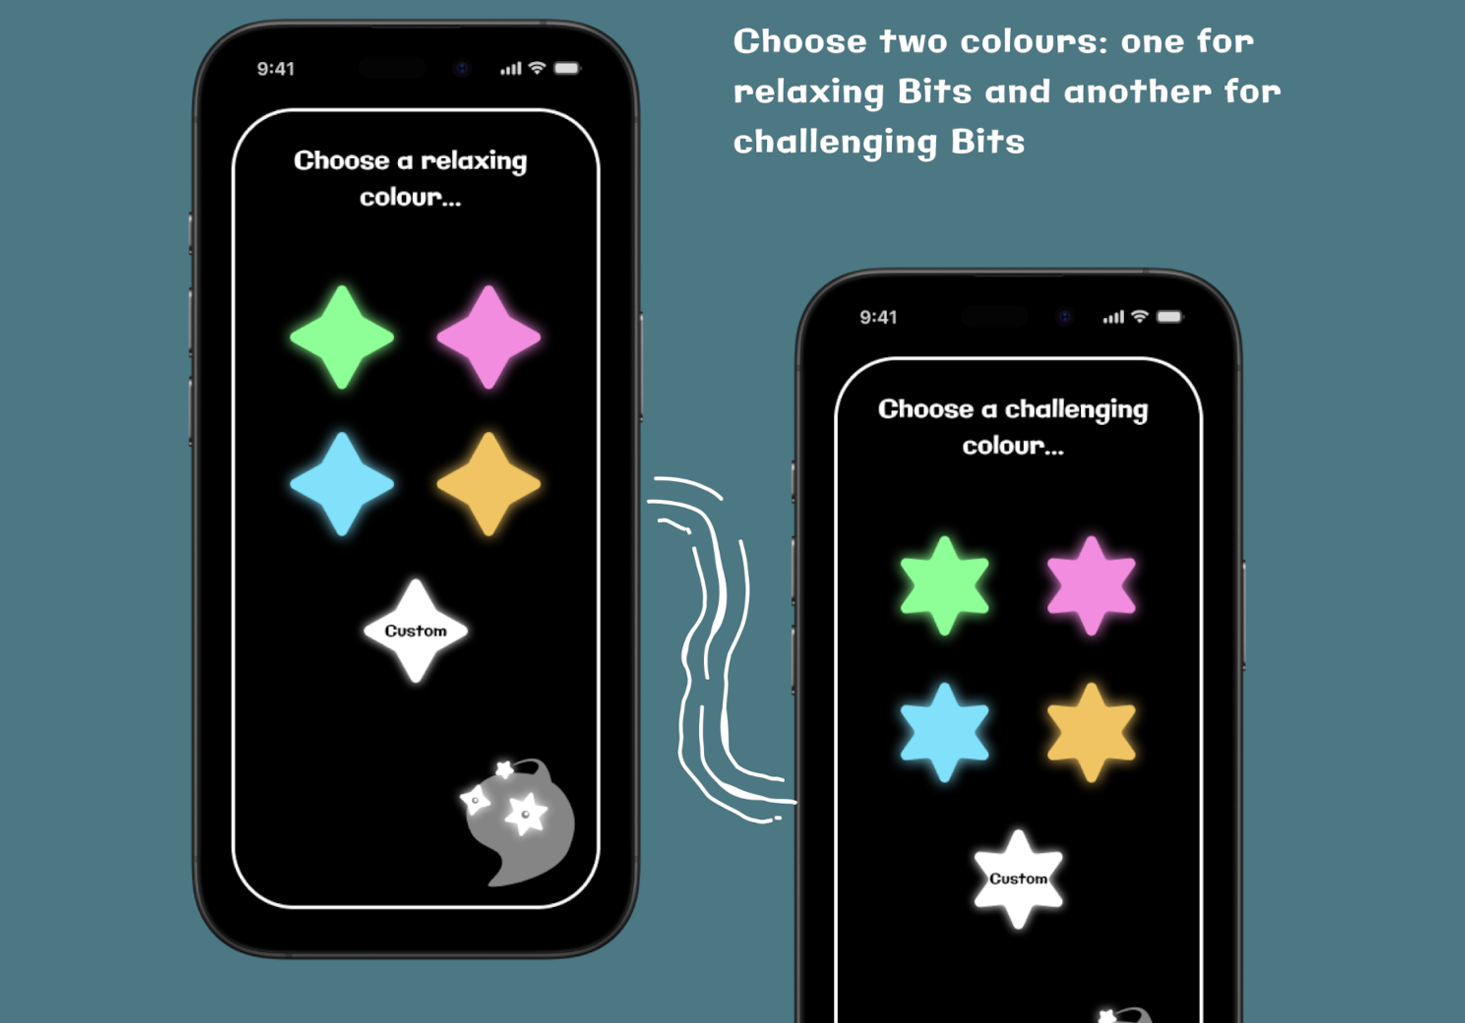 9:41
Choose a relaxing
colour...
Custom
Choose two colours: one for
relaxing Bits and another for
challenging Bits
9:41
Choose a challenging
colour...
Custom